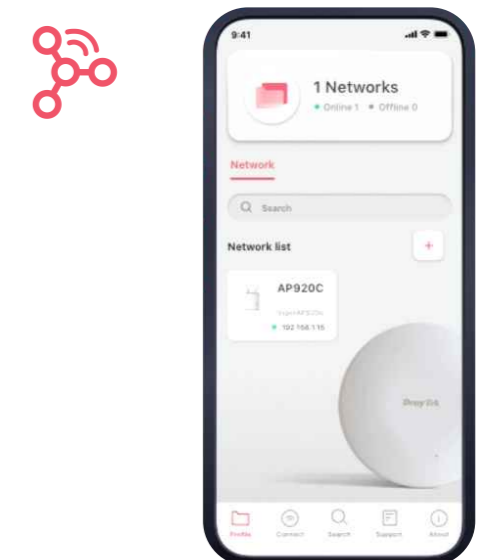 9:41
1 Networks
Online 1 Offline 0
Network
Search
Network list
+
AP920C
192.168.1.15
Profile Connect Search Support About